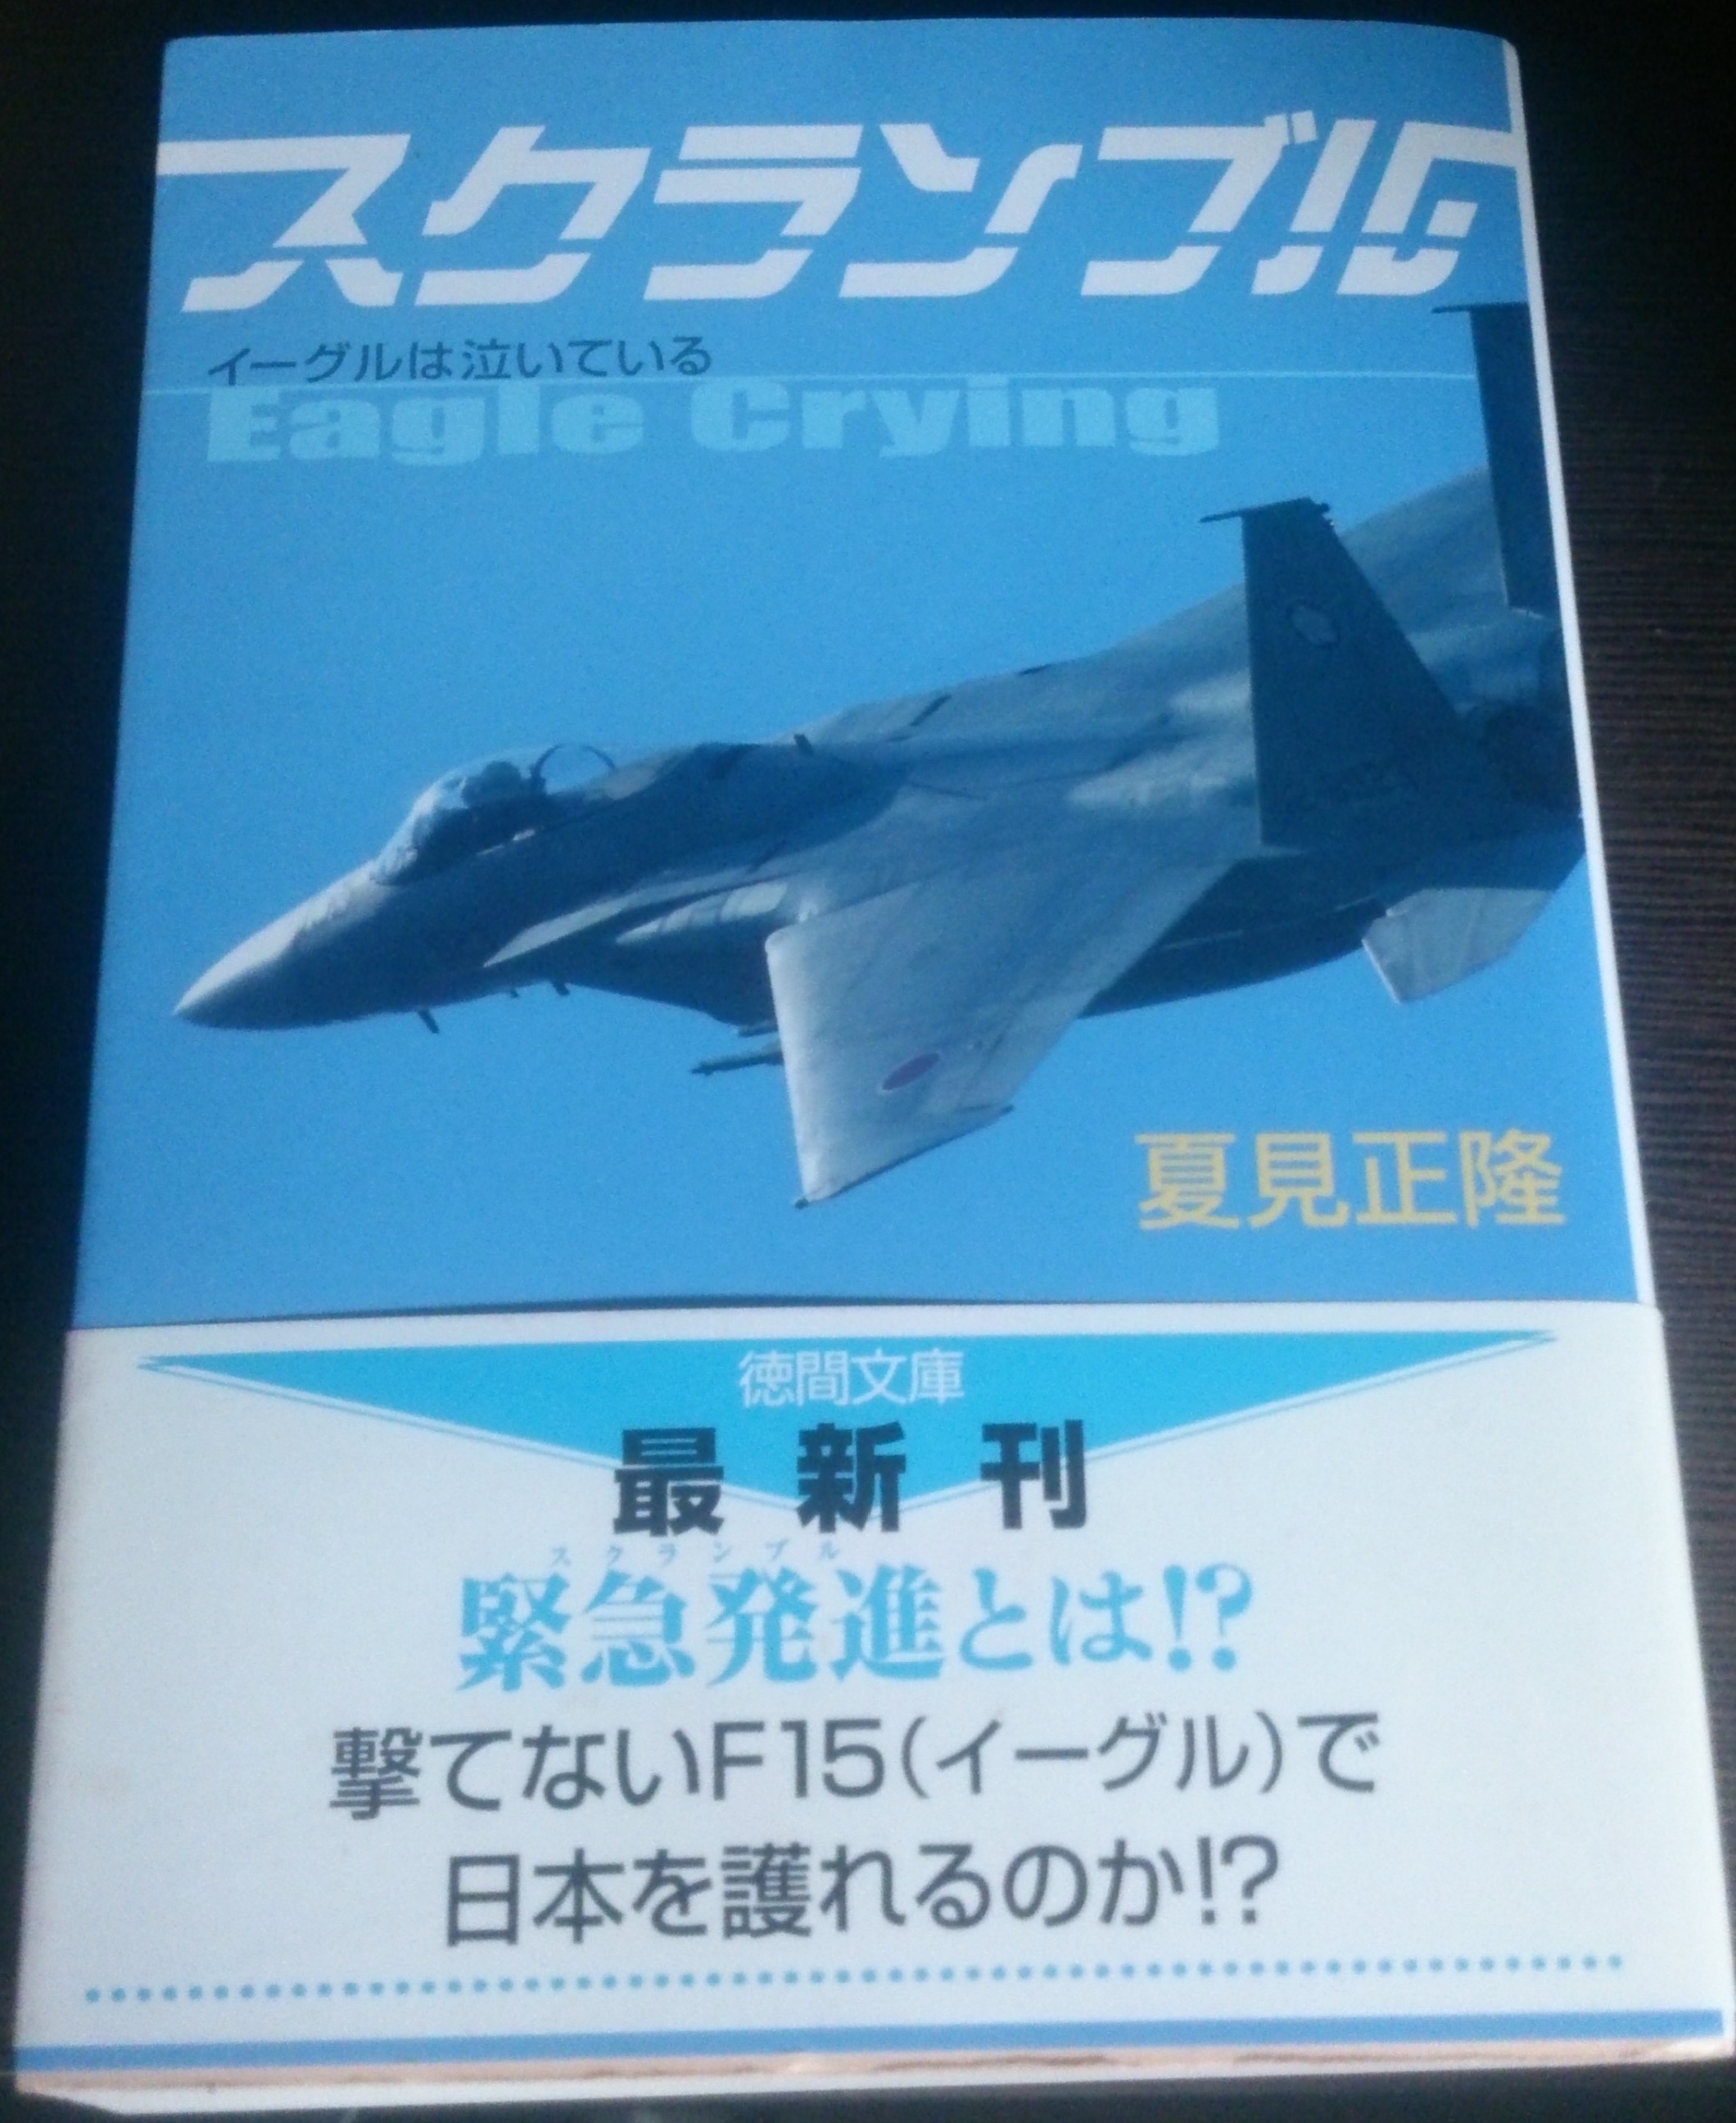 スクランブル
イーグルは泣いている
Eagle Crying
夏見正隆
徳間文庫
最新刊
スクランブル
緊急発進とは!?
撃てないF15(イーグル)で
日本を護れるのか!?